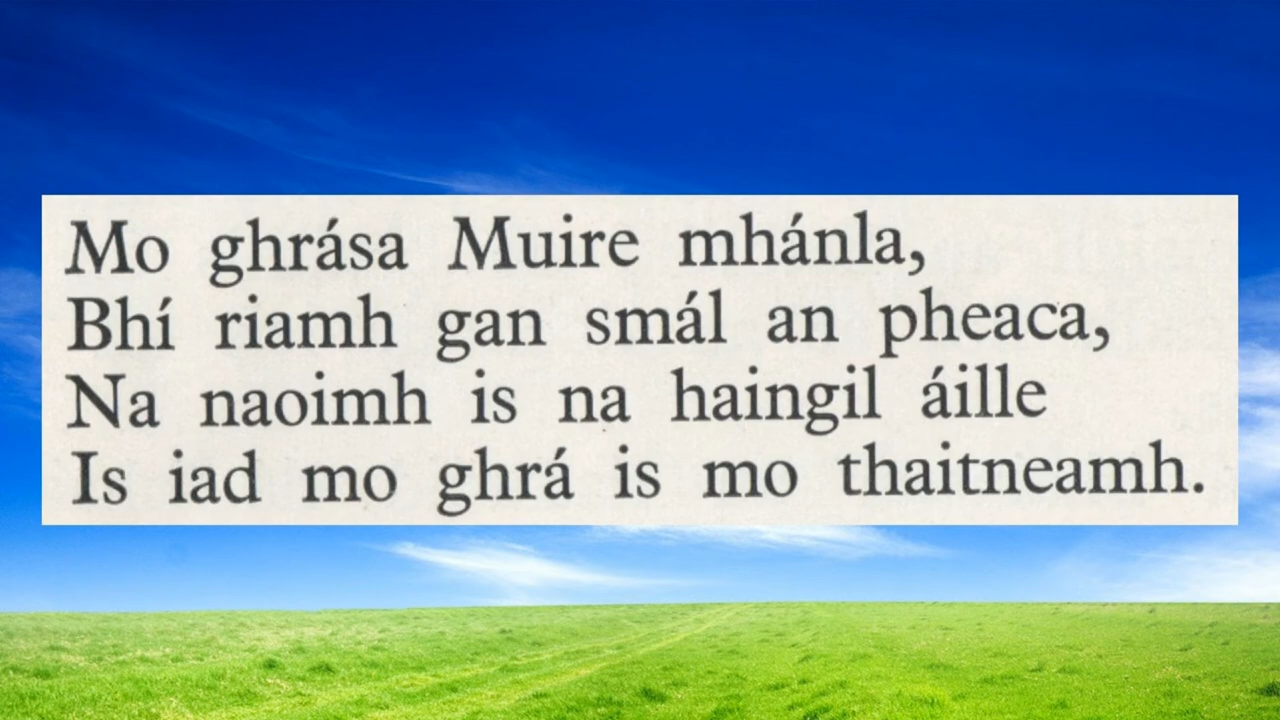 Mo ghrása Muire mhánla,
Bhí riamh gan smál an pheaca,
Na naoimh is na haingil áille
Is iad mo ghrá is mo thaitneamh.